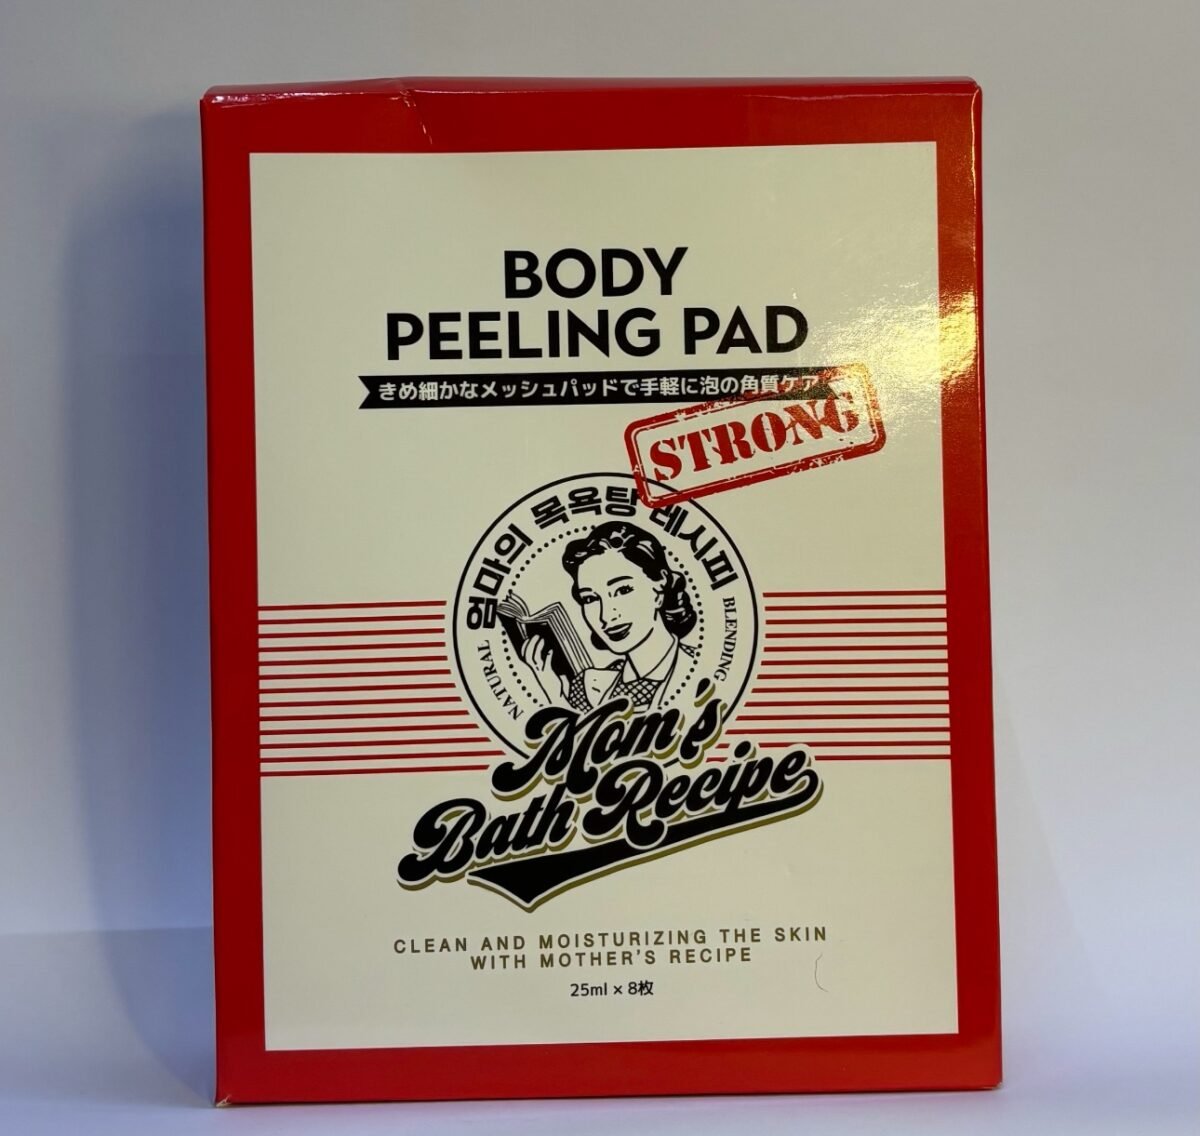 BODY
PEELING PAD
きめ細かなメッシュパッドで手軽に泡の角質ケア
STRONG
엄마의 목욕탕 레시피
NATURAL
BLENDING
Mom's
Bath Recipe
CLEAN AND MOISTURIZING THE SKIN
WITH MOTHER'S RECIPE
25ml × 8枚